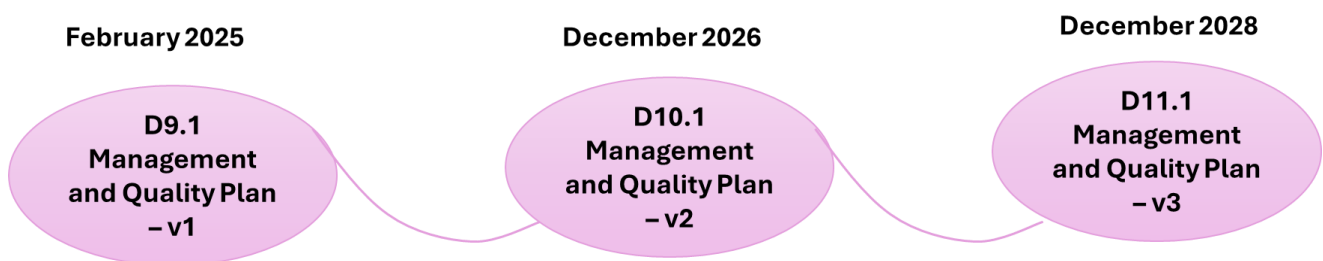 February 2025
D9.1
Management
and Quality Plan
– v1
December 2026
D10.1
Management
and Quality Plan
– v2
December 2028
D11.1
Management
and Quality Plan
– v3